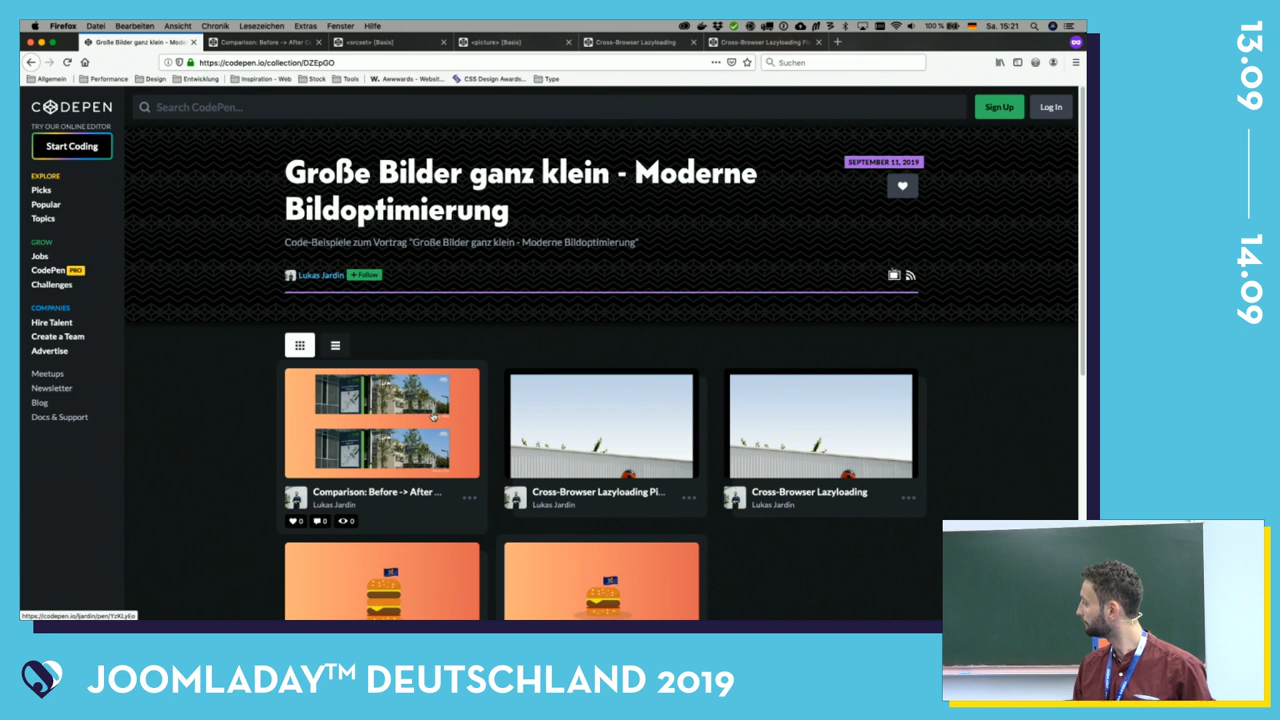 Firefox Datei Bearbeiten Ansicht Chronik Lesezeichen Extras Fenster Hilfe
100 % Sa. 15:21
Große Bilder ganz klein - Mode
Comparison: Before -> After
<srcset> [Basis]
<picture> [Basis]
Cross-Browser Lazyloading
Cross-Browser Lazyloading Pi
https://codepen.io/collection/DZEpGO
Suchen
Allgemein Performance Design Entwicklung Inspiration - Web Stock Tools Awwwards - Websit... CSS Design Awards... Type
CODEPEN
TRY OUR ONLINE EDITOR
Start Coding
EXPLORE
Picks
Popular
Topics
GROW
Jobs
CodePen PRO
Challenges
COMPANIES
Hire Talent
Create a Team
Advertise
Meetups
Newsletter
Blog
Docs & Support
Search CodePen...
Sign Up
Log In
Große Bilder ganz klein - Moderne
Bildoptimierung
SEPTEMBER 11, 2019
Code-Beispiele zum Vortrag "Große Bilder ganz klein - Moderne Bildoptimierung"
Lukas Jardin + Follow
Comparison: Before -> After ...
Lukas Jardin
0 0 0
Cross-Browser Lazyloading Pi...
Lukas Jardin
Cross-Browser Lazyloading
Lukas Jardin
13.09
14.09
JOOMLADAY™ DEUTSCHLAND 2019